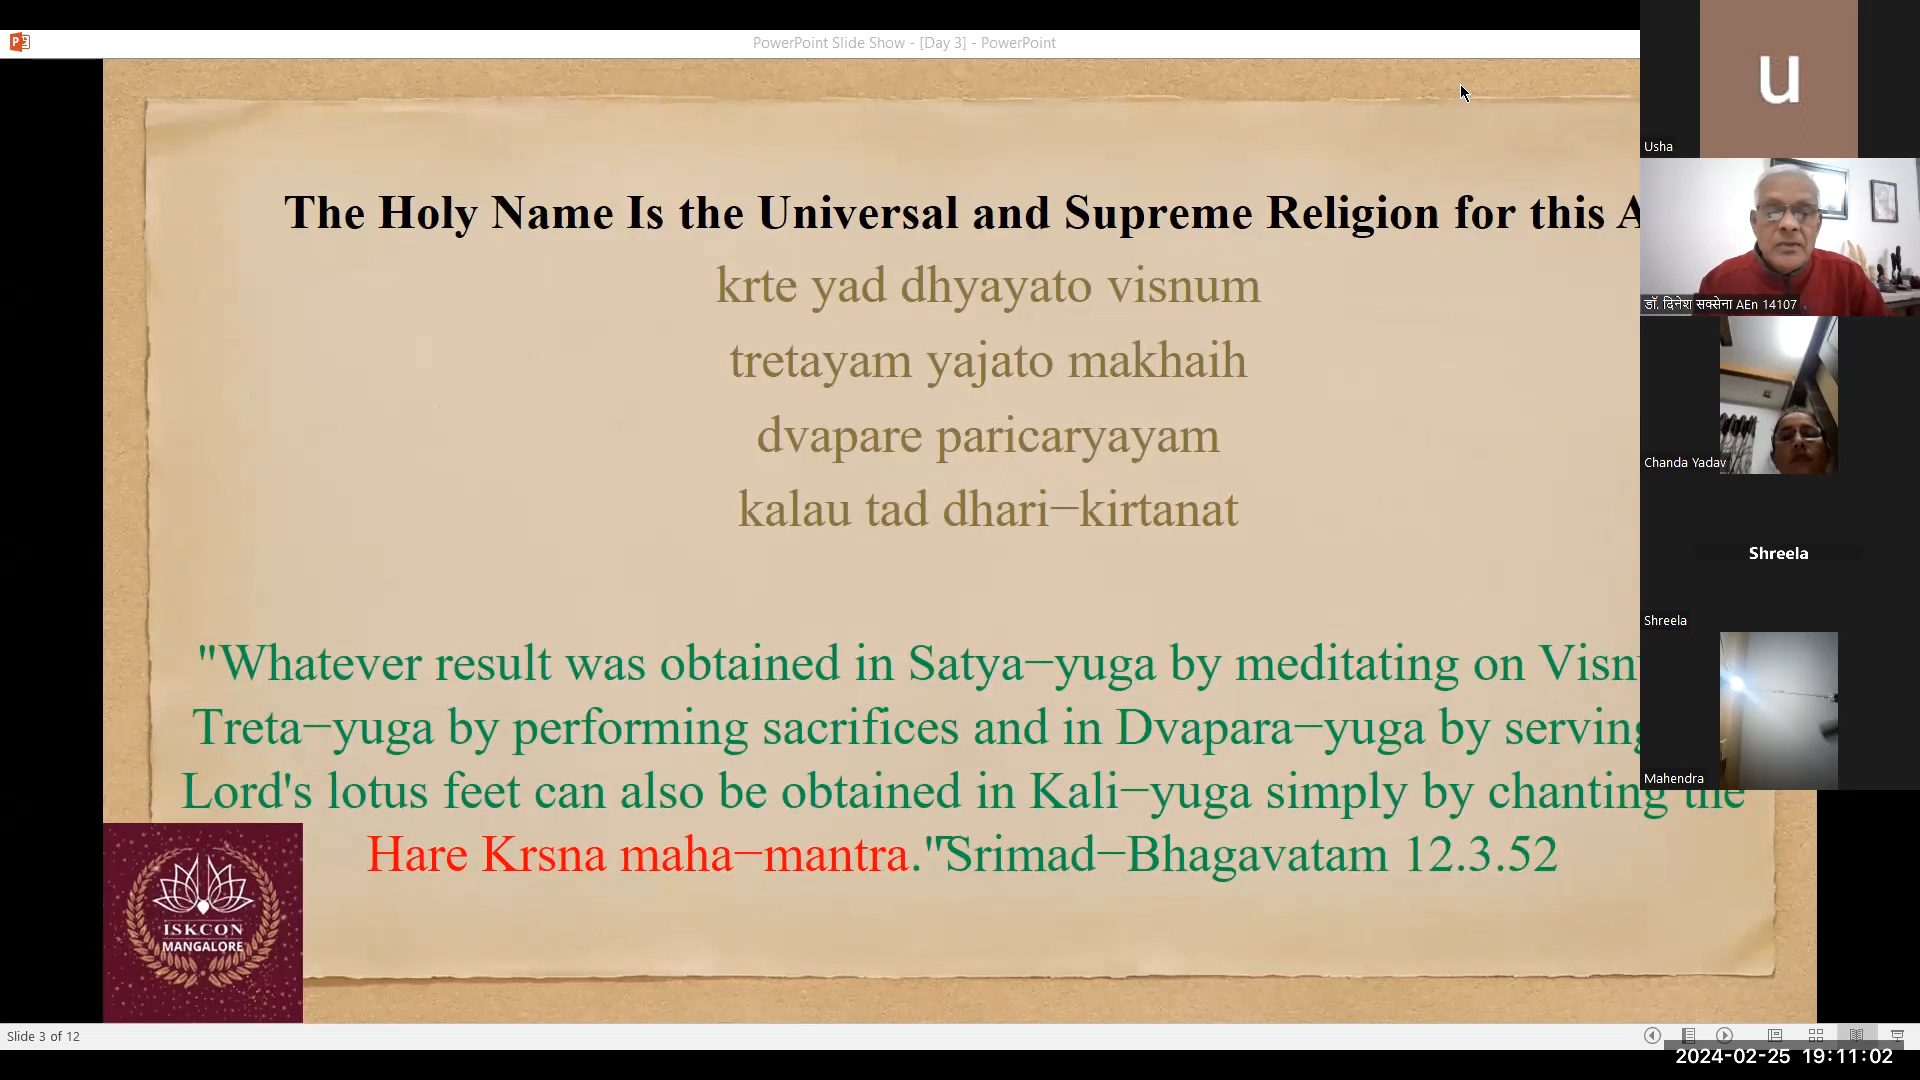 PowerPoint Slide Show - [Day 3] - PowerPoint
The Holy Name Is the Universal and Supreme Religion for this
krte yad dhyayato visnum
tretayam yajato makhaih
dvapare paricaryayam
kalau tad dhari−kirtanat
"Whatever result was obtained in Satya−yuga by meditating on
Treta−yuga by performing sacrifices and in Dvapara−yuga by
Lord's lotus feet can also be obtained in Kali−yuga simply by chanting the
Hare Krsna maha−mantra."Srimad−Bhagavatam 12.3.52
ISKCON
MANGALORE
Slide 3 of 12
u
Usha
डॉ. दिनेश सक्सेना AEn 14107
Chanda Yadav
Shreela
Shreela
Mahendra
2024-02-25 19:11:02